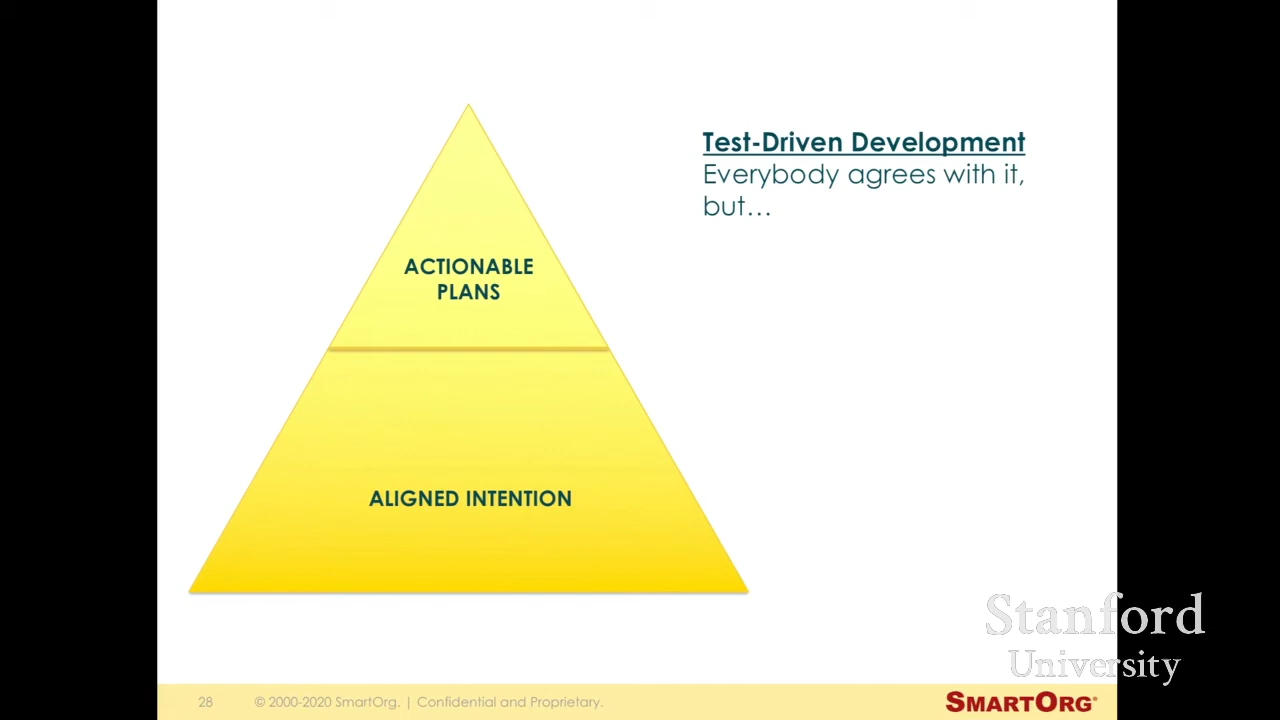 Test-Driven Development
Everybody agrees with it,
but...
ACTIONABLE
PLANS
ALIGNED INTENTION
Stanford
University
28 © 2000-2020 SmartOrg. | Confidential and Proprietary.
SMARTORG®